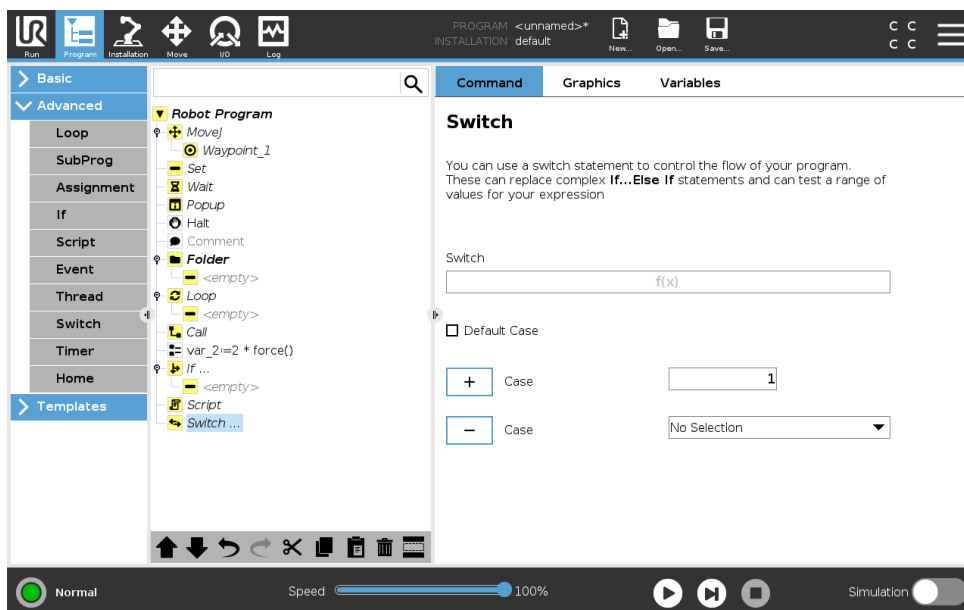 PROGRAM <unnamed>*
INSTALLATION default
UR
Run
Program
Installation
Move
I/O
Log
New...
Open...
Save...
C C
C C
Basic
Advanced
Loop
SubProg
Assignment
If
Script
Event
Thread
Switch
Timer
Home
Templates
Robot Program
MoveJ
Waypoint_1
Set
Wait
Popup
Halt
Comment
Folder
<empty>
Loop
<empty>
Call
var_2:=2 * force()
If ...
<empty>
Script
Switch ...
Command Graphics Variables
Switch
You can use a switch statement to control the flow of your program.
These can replace complex If...Else If statements and can test a range of
values for your expression
Switch
f(x)
Default Case
+ Case 1
− Case No Selection
Normal
Speed 100%
Simulation